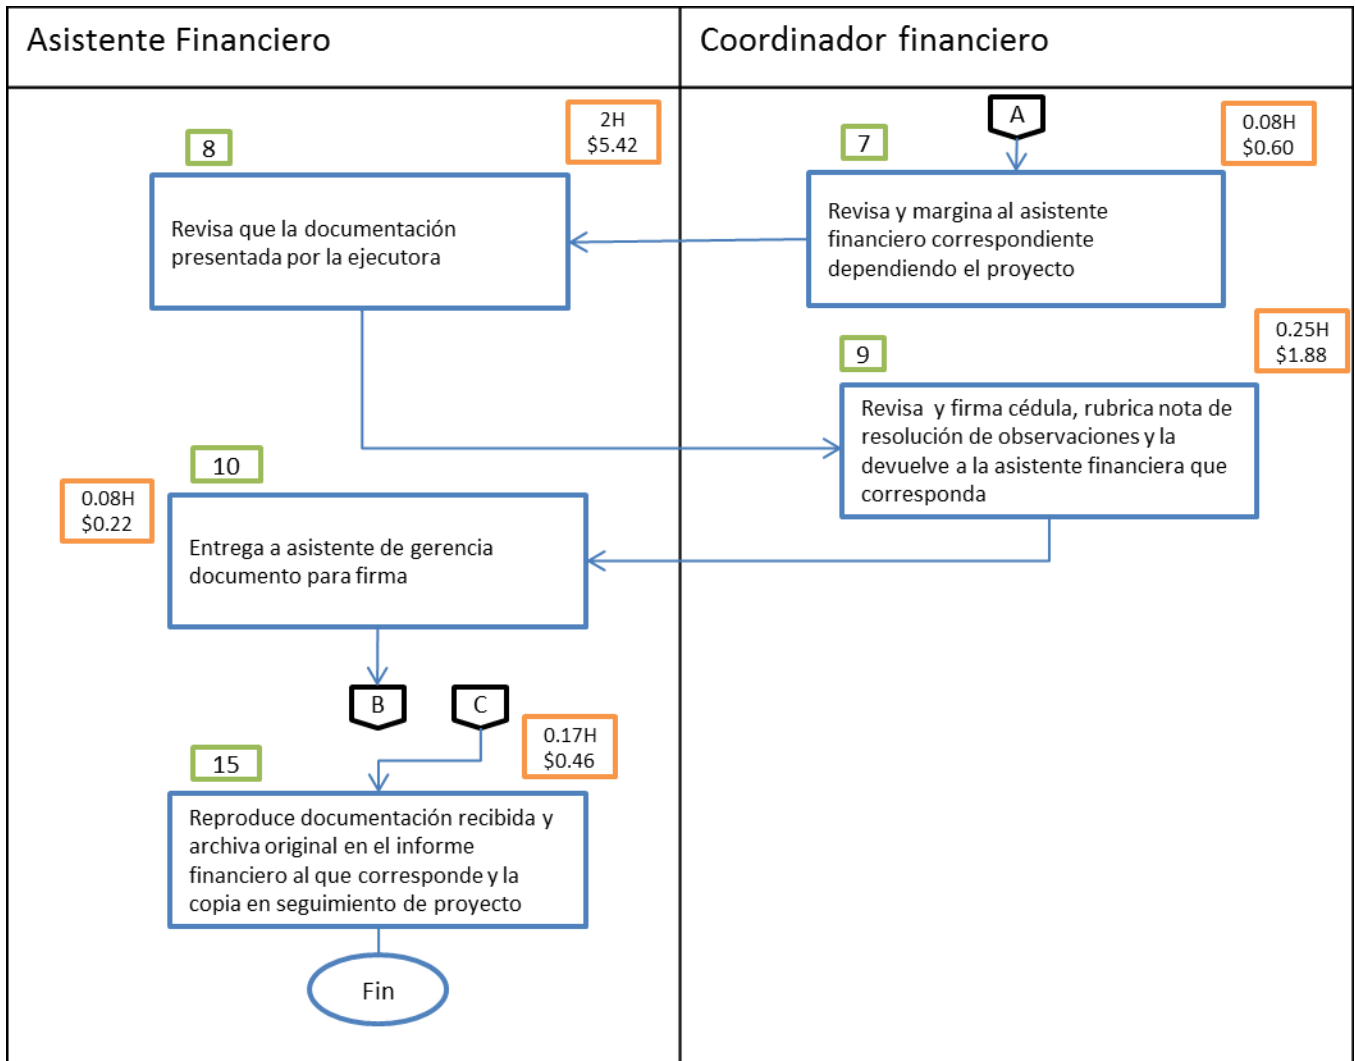 Asistente Financiero
Coordinador financiero
A
2H
$5.42
8
7
0.08H
$0.60
Revisa que la documentación
presentada por la ejecutora
Revisa y margina al asistente
financiero correspondiente
dependiendo el proyecto
0.25H
$1.88
9
Revisa y firma cédula, rubrica nota de
resolución de observaciones y la
devuelve a la asistente financiera que
corresponda
10
0.08H
$0.22
Entrega a asistente de gerencia
documento para firma
B
C
0.17H
$0.46
15
Reproduce documentación recibida y
archiva original en el informe
financiero al que corresponde y la
copia en seguimiento de proyecto
Fin